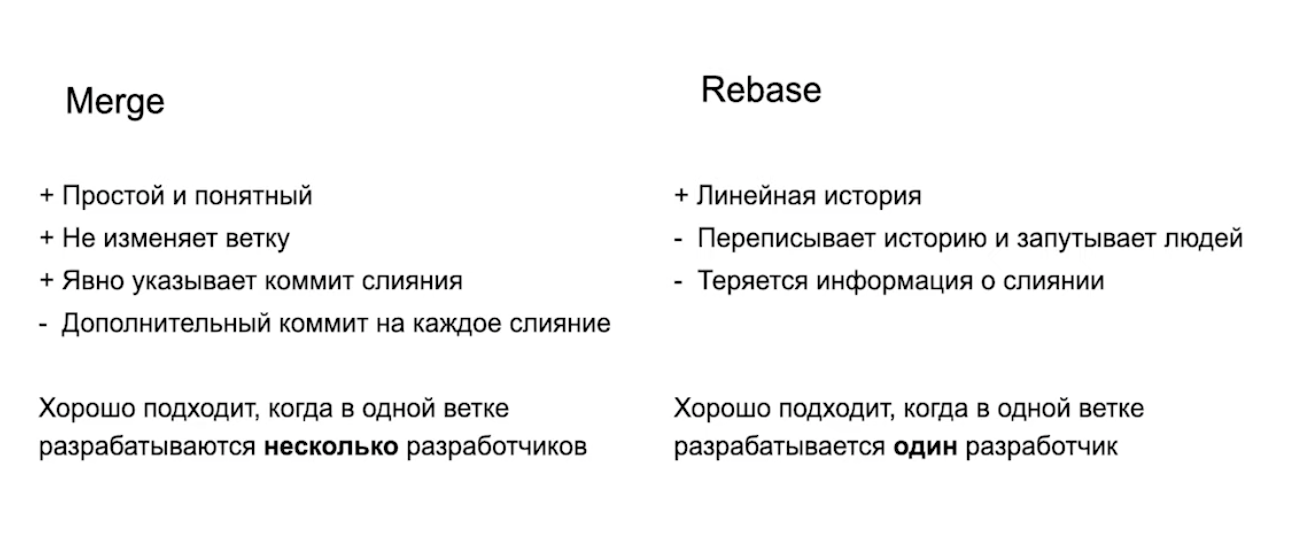 Merge
+ Простой и понятный
+ Не изменяет ветку
+ Явно указывает коммит слияния
- Дополнительный коммит на каждое слияние
Хорошо подходит, когда в одной ветке
разрабатываются несколько разработчиков
Rebase
+ Линейная история
- Переписывает историю и запутывает людей
- Теряется информация о слиянии
Хорошо подходит, когда в одной ветке
разрабатывается один разработчик